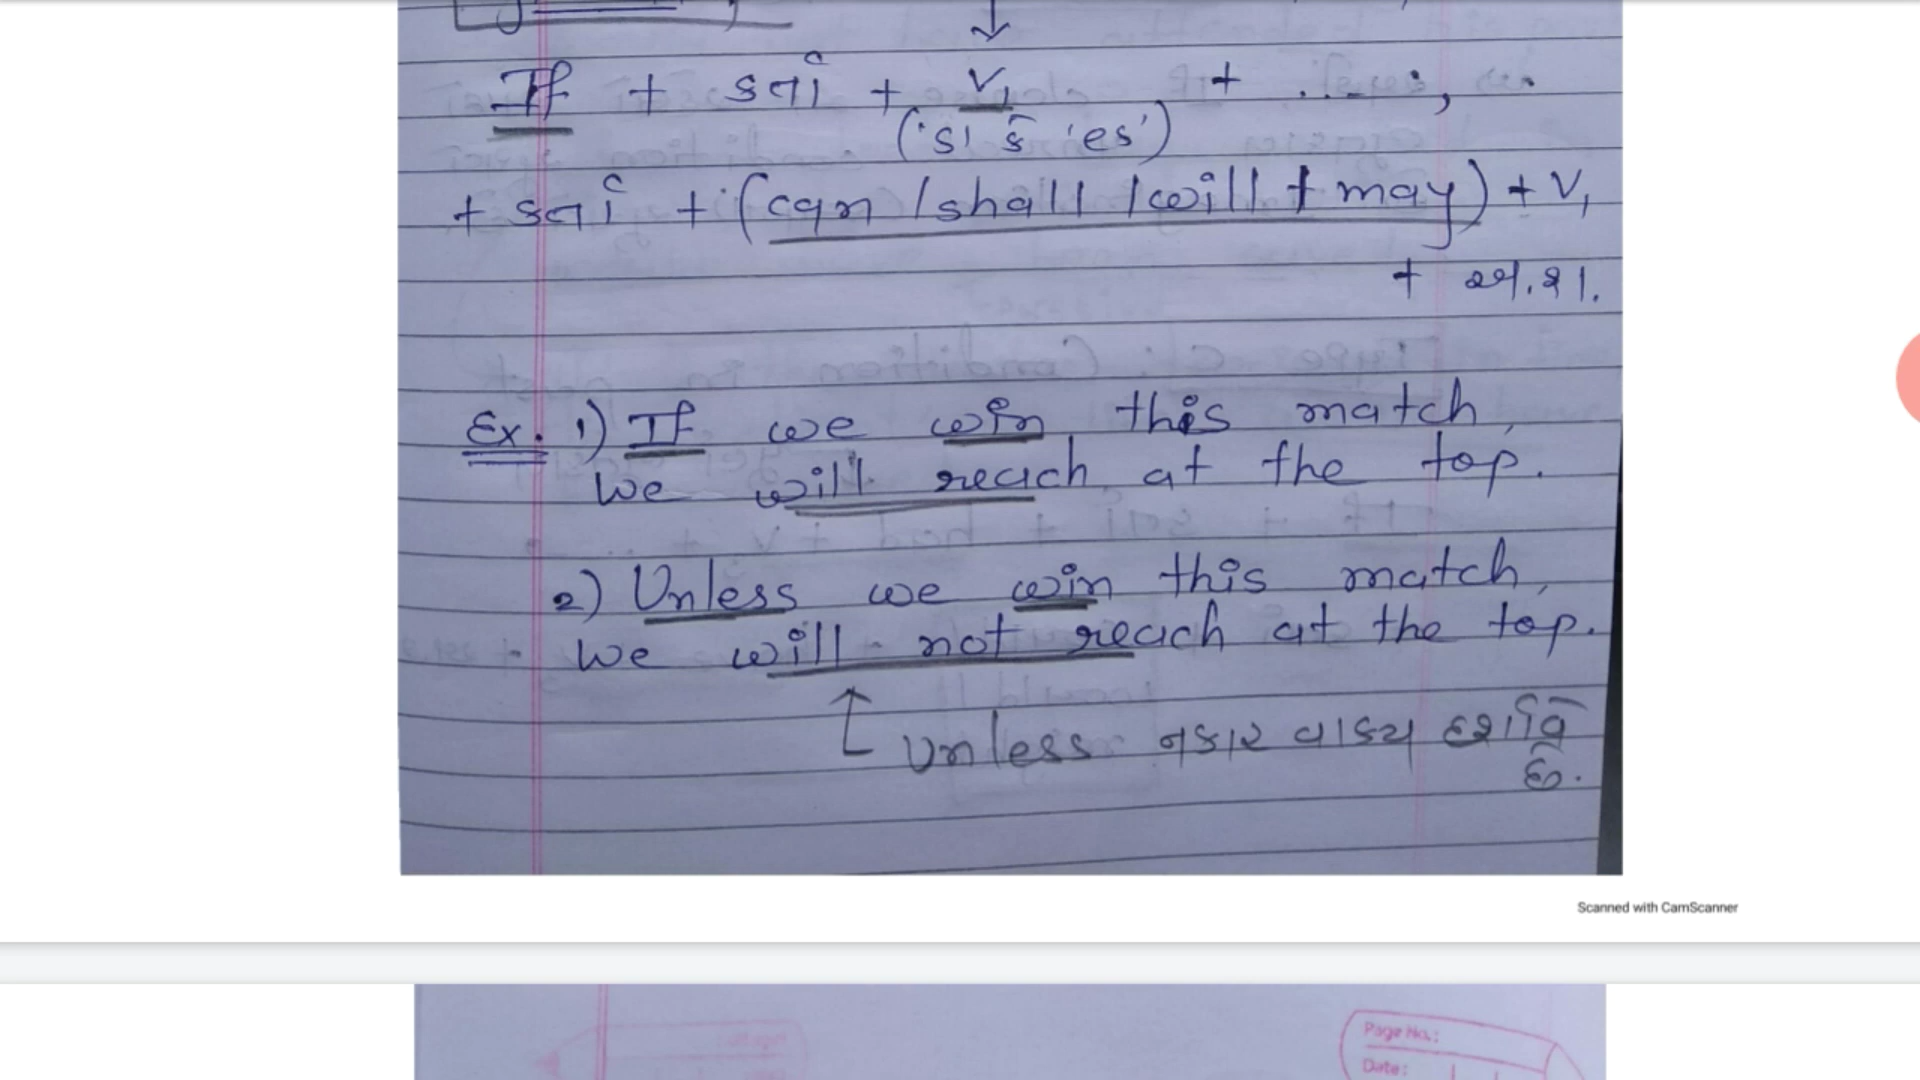 If + કર્તા + V1 + ...., ..
('s' કે 'es')
+ કર્તા + (can / shall / will / may) + V1
+ અ.શ.
Ex. 1) If we win this match,
we will reach at the top.
2) Unless we win this match,
we will not reach at the top.
Unless નકાર વાક્ય દર્શાવે
છે.
Scanned with CamScanner
Page No.:
Date: